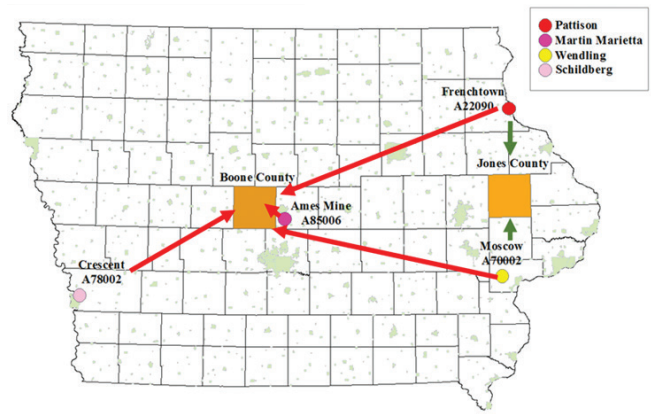 Pattison
Martin Marietta
Wendling
Schildberg
Frenchtown
A22090
Jones County
Boone County
Ames Mine
A85006
Moscow
A70002
Crescent
A78002